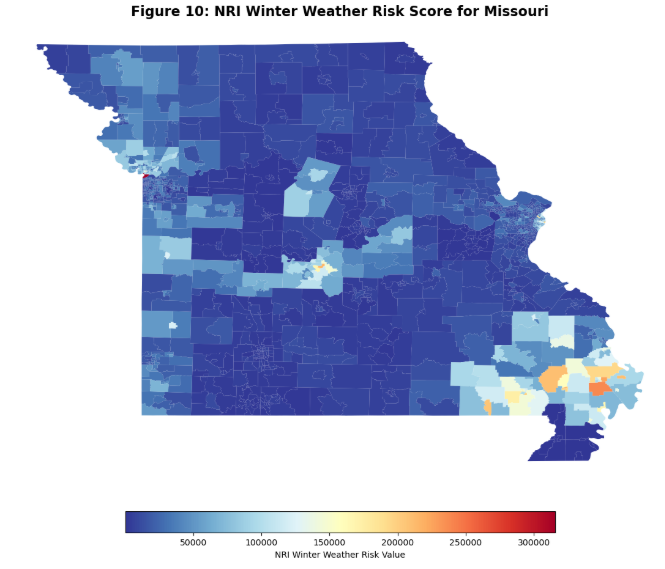 Figure 10: NRI Winter Weather Risk Score for Missouri
50000 100000 150000 200000 250000 300000
NRI Winter Weather Risk Value